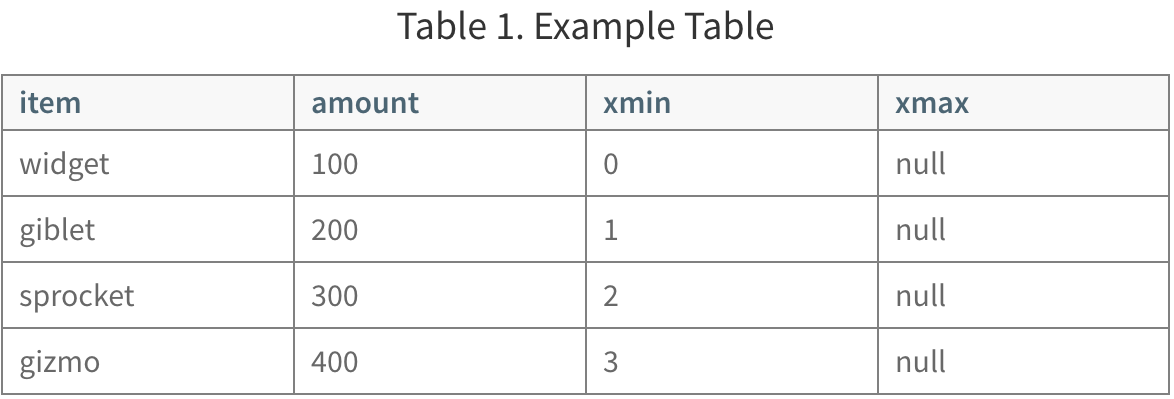 Table 1. Example Table
item amount xmin xmax
widget 100 0 null
giblet 200 1 null
sprocket 300 2 null
gizmo 400 3 null